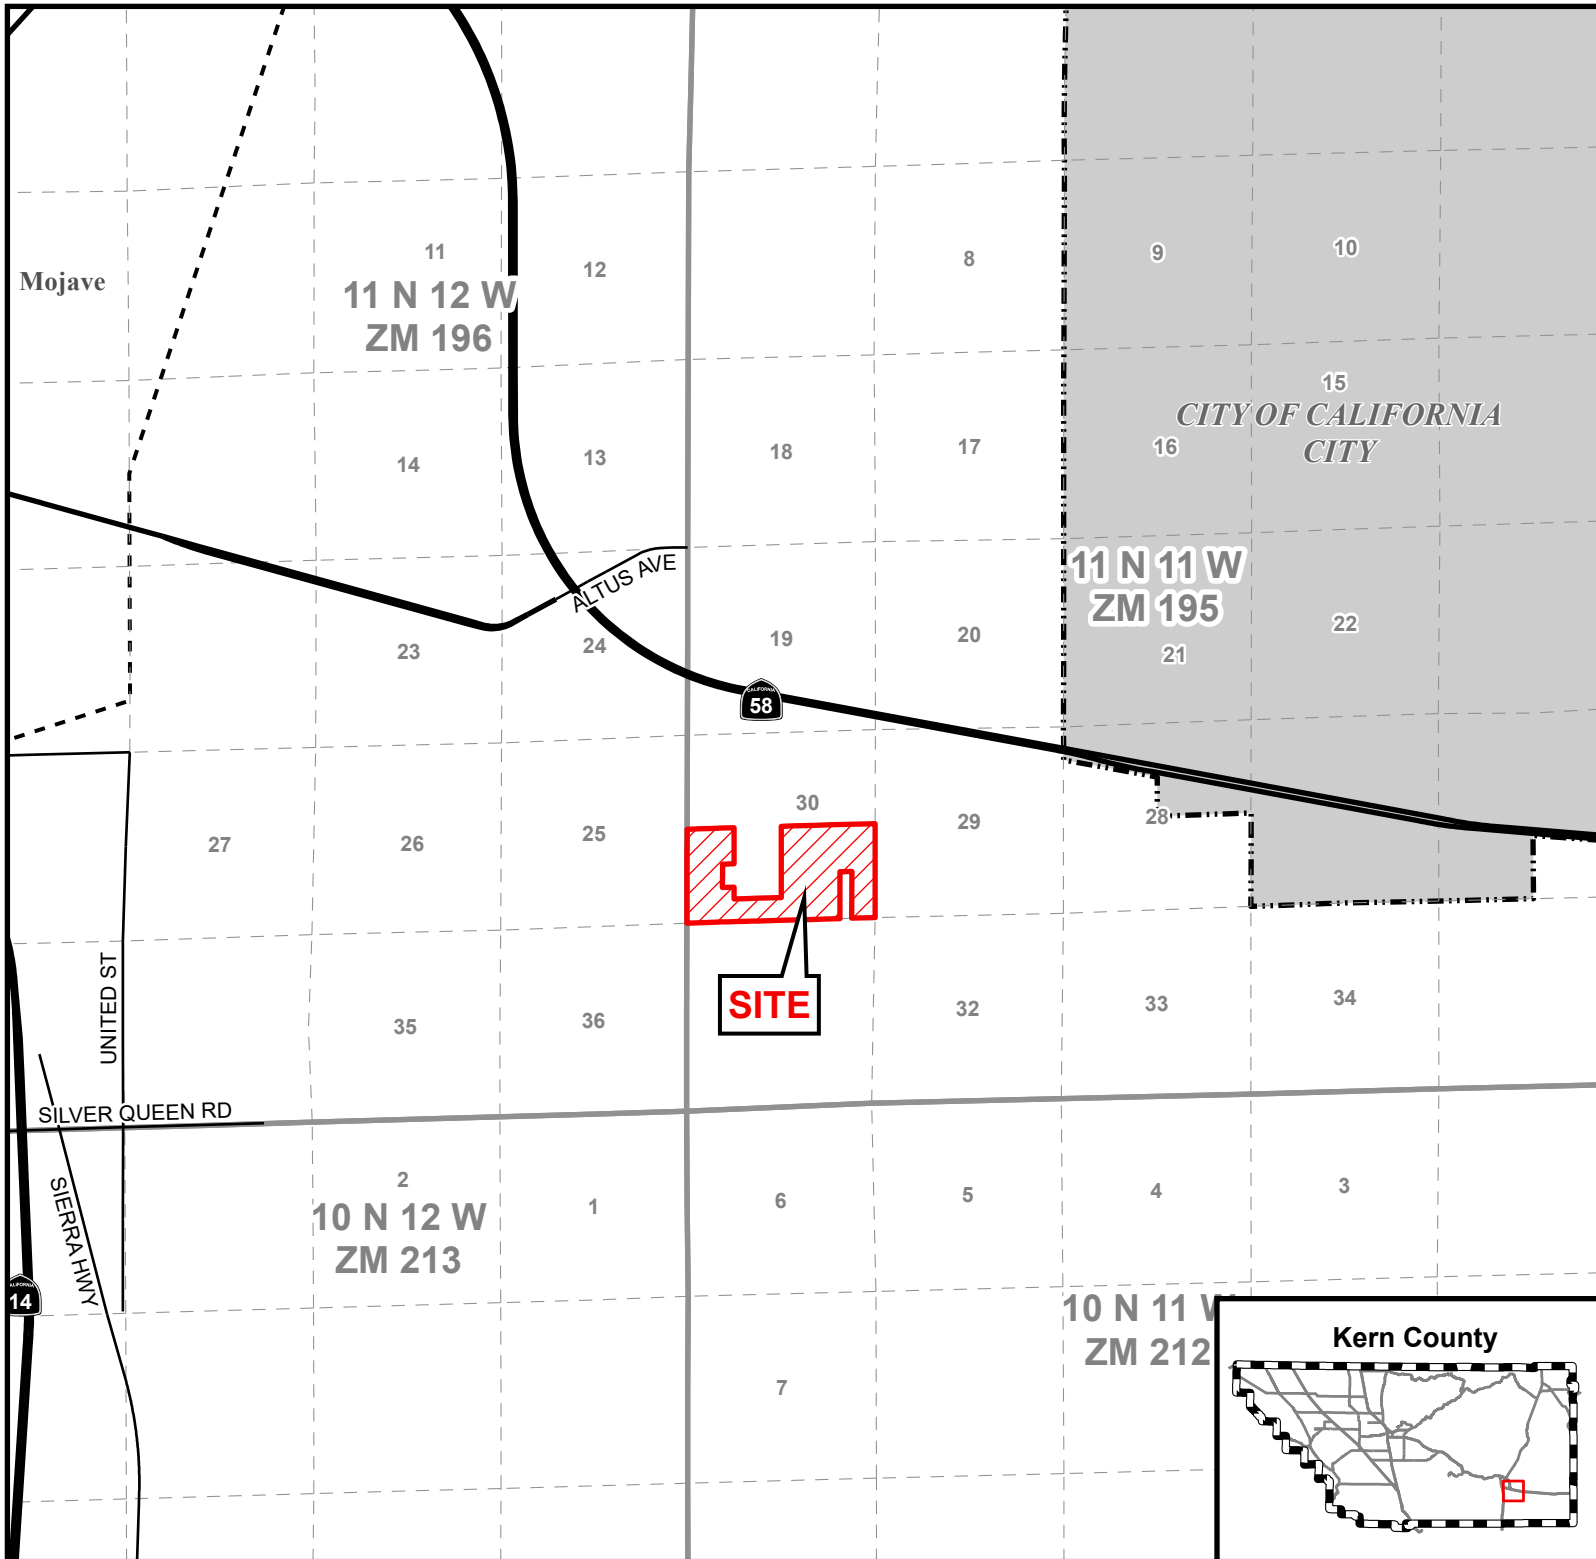 11
12
8
9
10
Mojave
11 N 12 W
ZM 196
15
CITY OF CALIFORNIA
CITY
14
13
18
17
16
ALTUS AVE
11 N 11 W
ZM 195
23
24
19
20
21
22
CALIFORNIA
58
27
26
25
30
29
28
UNITED ST
35
36
SITE
32
33
34
SILVER QUEEN RD
SIERRA HWY
2
1
6
5
4
3
10 N 12 W
ZM 213
CALIFORNIA
14
10 N 11 W
ZM 212
7
Kern County